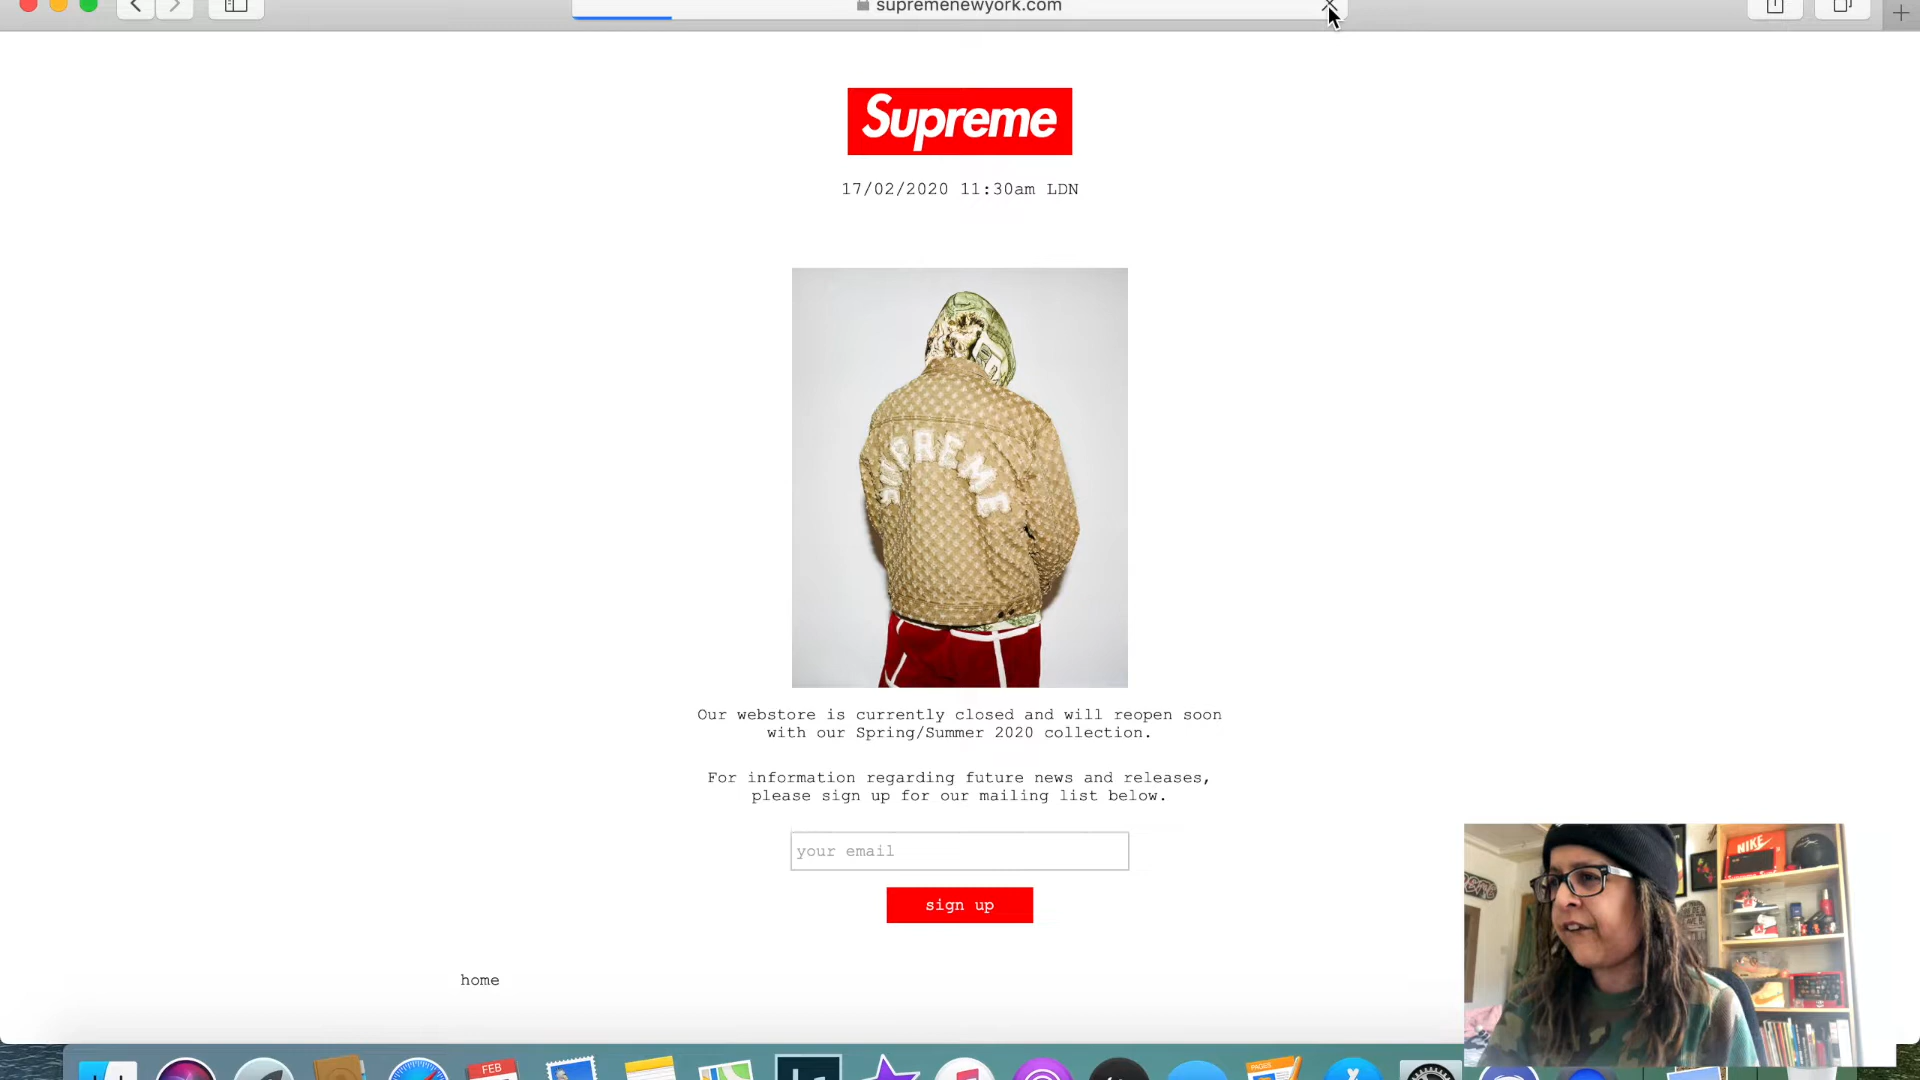 supremenewyork.com
Supreme
17/02/2020 11:30am LDN
SUPREME
Our webstore is currently closed and will reopen soon
with our Spring/Summer 2020 collection.
For information regarding future news and releases,
please sign up for our mailing list below.
your email
sign up
home
NIKE
FEB
PAGES